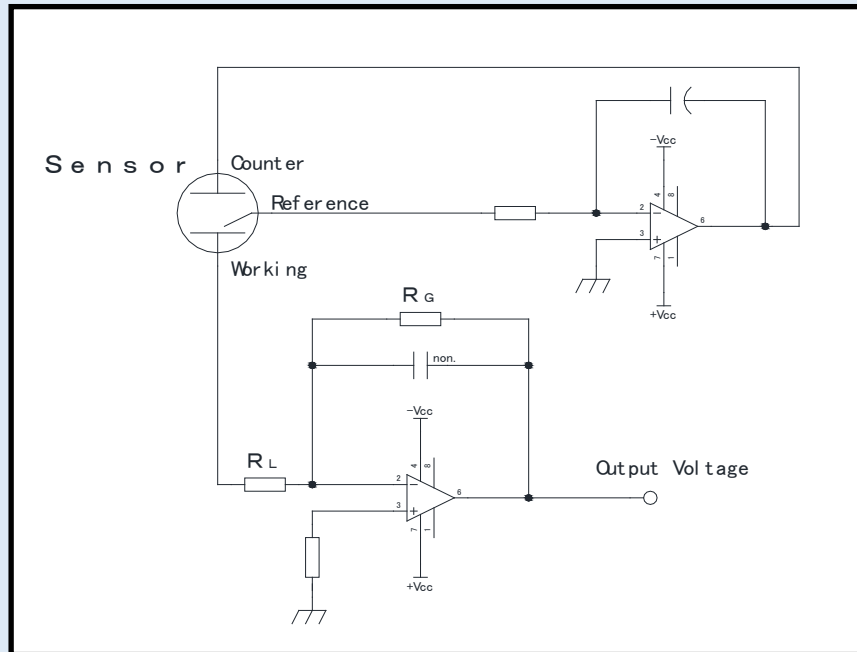 Sensor
Counter
Reference
Working
-Vcc
4
8
2
-
6
3
+
7
1
+Vcc
RG
non.
-Vcc
RL
4
8
2
-
6
3
+
7
1
+Vcc
Output Voltage